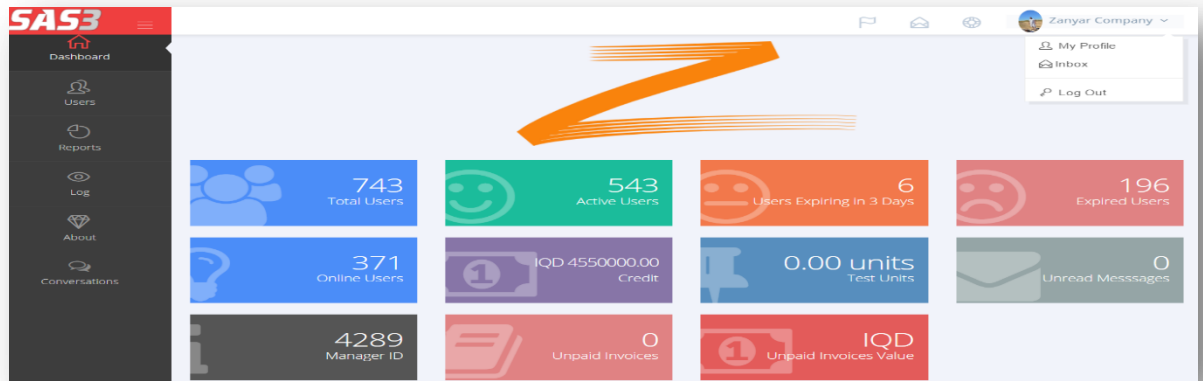 SAS3
Zanyar Company
My Profile
Inbox
Log Out
Dashboard
Users
Reports
Log
About
Conversations
Z
743
Total Users
543
Active Users
6
Users Expiring in 3 Days
196
Expired Users
371
Online Users
IQD 4550000.00
Credit
0.00 units
Test Units
0
Unread Messsages
4289
Manager ID
0
Unpaid Invoices
IQD
Unpaid Invoices Value